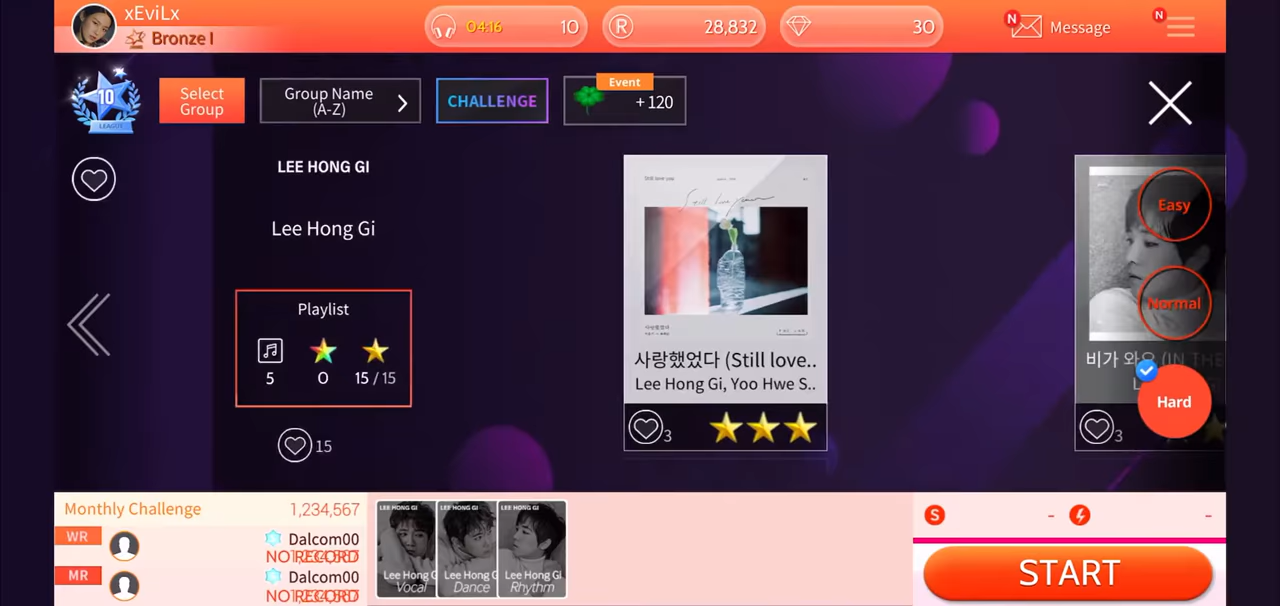 xEviLx
Bronze I
04:16
10
R
28,832
30
N
Message
N
10
LEAGUE
Select
Group
Group Name
(A-Z)
CHALLENGE
Event
+120
LEE HONG GI
Lee Hong Gi
Playlist
5
0
15 / 15
15
Still love you
사랑했었다 (Still love..
Lee Hong Gi, Yoo Hwe S..
3
비가 와요 (IN THE
3
Easy
Normal
Hard
Monthly Challenge
1,234,567
WR
Dalcom00
NO RECORD
MR
Dalcom00
NO RECORD
LEE HONG GI
Lee Hong G
Vocal
LEE HONG GI
Lee Hong G
Dance
LEE HONG GI
Lee Hong GI
Rhythm
S
-
-
START